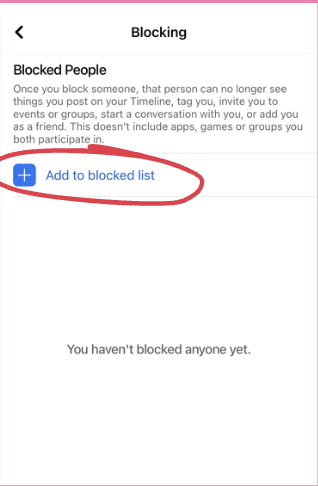 Blocking
Blocked People
Once you block someone, that person can no longer see
things you post on your Timeline, tag you, invite you to
events or groups, start a conversation with you, or add you
as a friend. This doesn't include apps, games or groups you
both participate in.
Add to blocked list
You haven't blocked anyone yet.